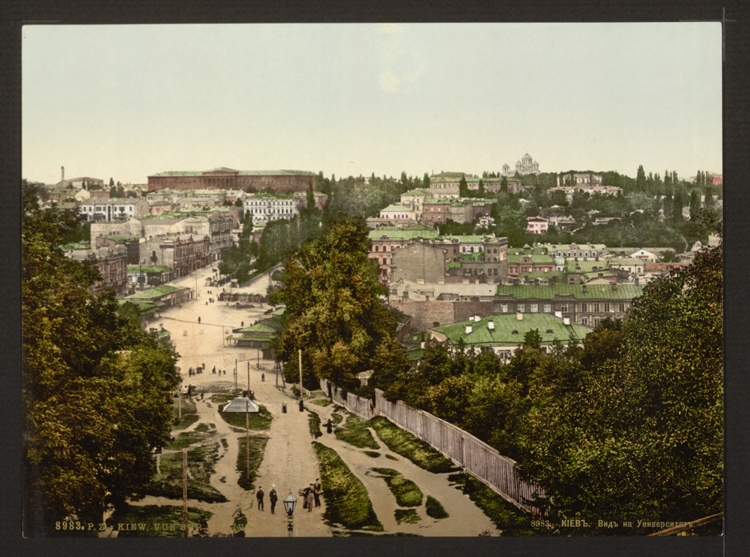 8983. P. Z. KIEW.
8983. КІЕВЪ. Видъ на Университетъ